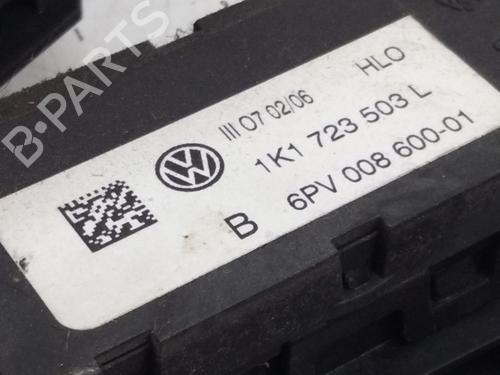 B-PARTS
III 07 02/06 HLO
1K1 723 503 L
B 6PV 008 600-01